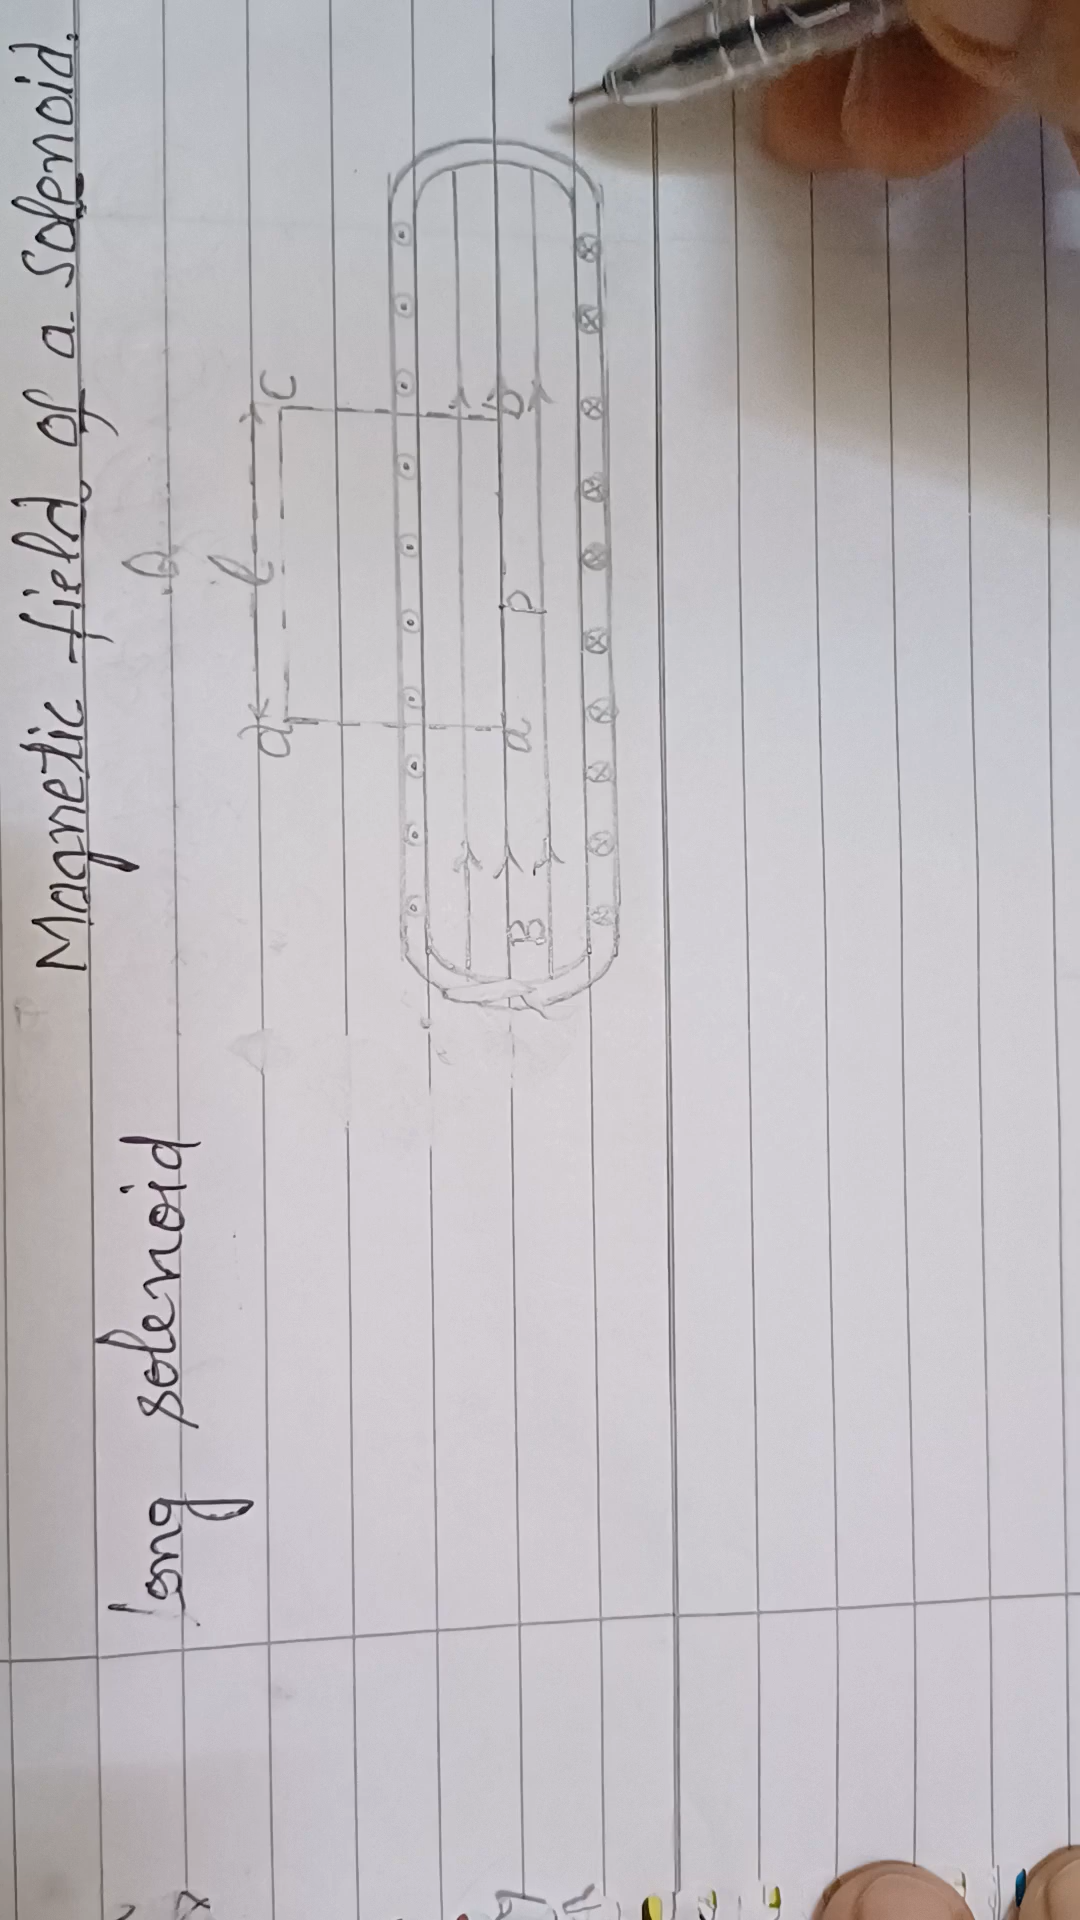 Magnetic field of a solenoid.
long solenoid
h
l
d c
a P b
B